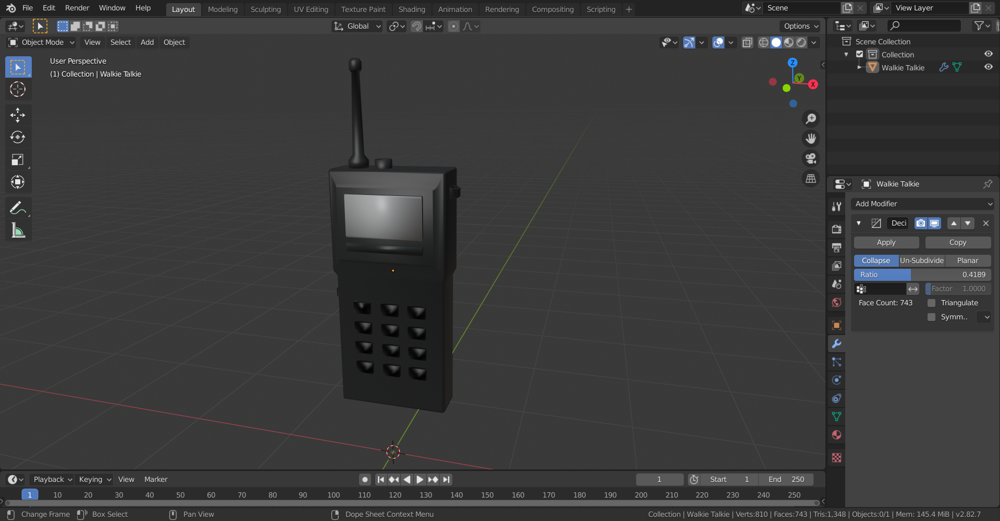 File Edit Render Window Help Layout Modeling Sculpting UV Editing Texture Paint Shading Animation Rendering Compositing Scripting + Scene View Layer
Global Options
Object Mode View Select Add Object
User Perspective
(1) Collection | Walkie Talkie
Z
Y
X
Scene Collection
Collection
Walkie Talkie
Walkie Talkie
Add Modifier
Deci
Apply Copy
Collapse Un-Subdivide Planar
Ratio 0.4189
Factor 1.0000
Face Count: 743 Triangulate
Symm..
Playback Keying View Marker 1 Start 1 End 250
1 10 20 30 40 50 60 70 80 90 100 110 120 130 140 150 160 170 180 190 200 210 220 230 240 250
Change Frame Box Select Pan View Dope Sheet Context Menu Collection | Walkie Talkie | Verts:810 | Faces:743 | Tris:1,348 | Objects:0/1 | Mem: 145.4 MiB | v2.82.7